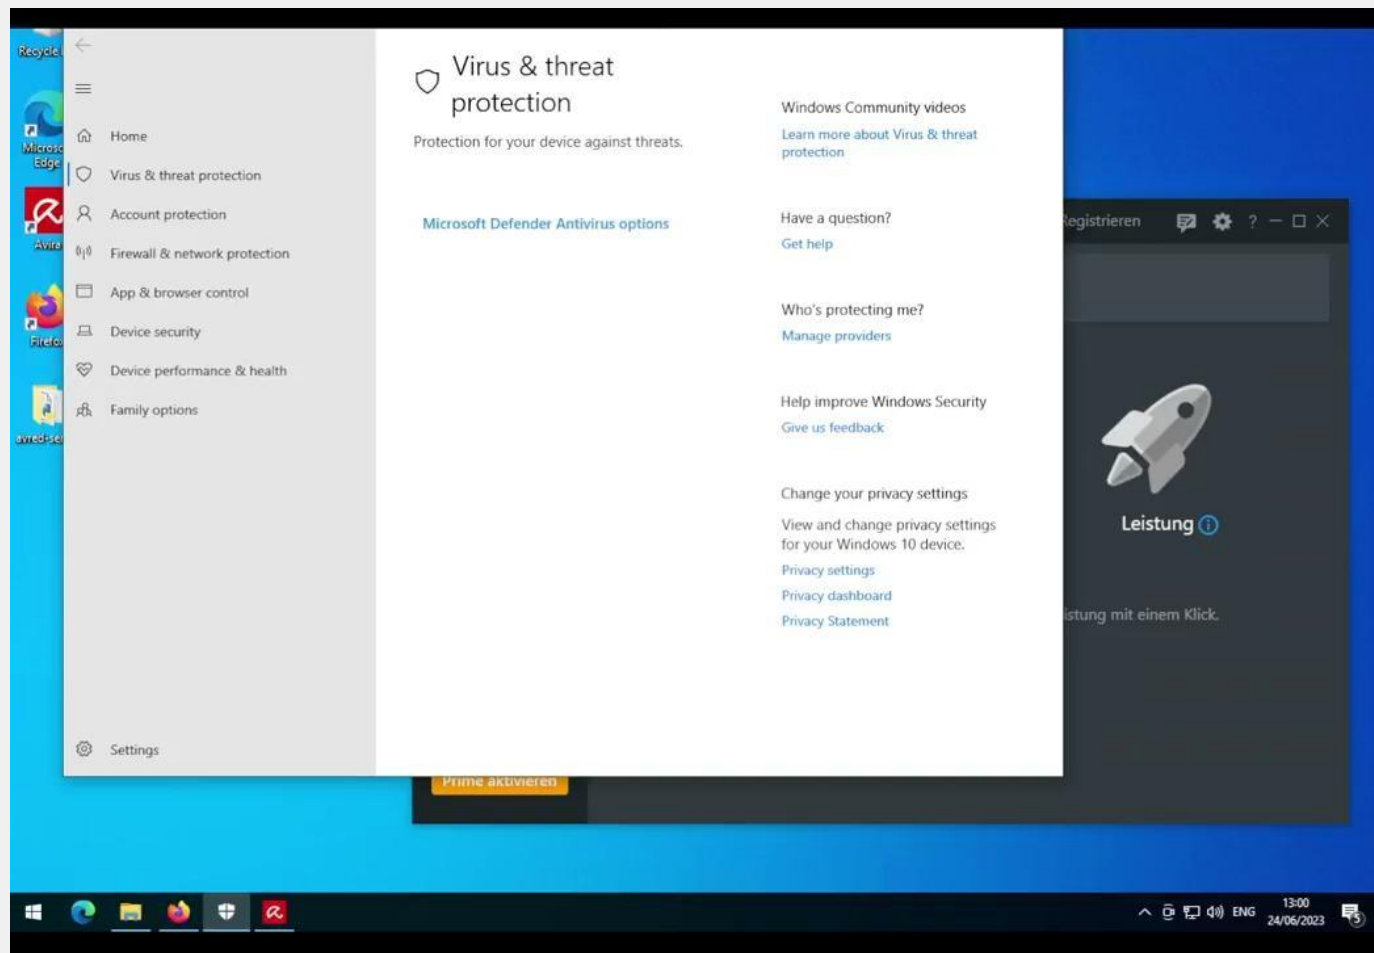 Recycle
Microso
Edge
Avira
Firefo
avred-se
Home
Virus & threat protection
Account protection
Firewall & network protection
App & browser control
Device security
Device performance & health
Family options
Settings
Virus & threat
protection
Protection for your device against threats.
Microsoft Defender Antivirus options
Windows Community videos
Learn more about Virus & threat
protection
Have a question?
Get help
Who's protecting me?
Manage providers
Help improve Windows Security
Give us feedback
Change your privacy settings
View and change privacy settings
for your Windows 10 device.
Privacy settings
Privacy dashboard
Privacy Statement
Registrieren
?
Leistung
istung mit einem Klick.
Prime aktivieren
ENG
13:00
24/06/2023
5